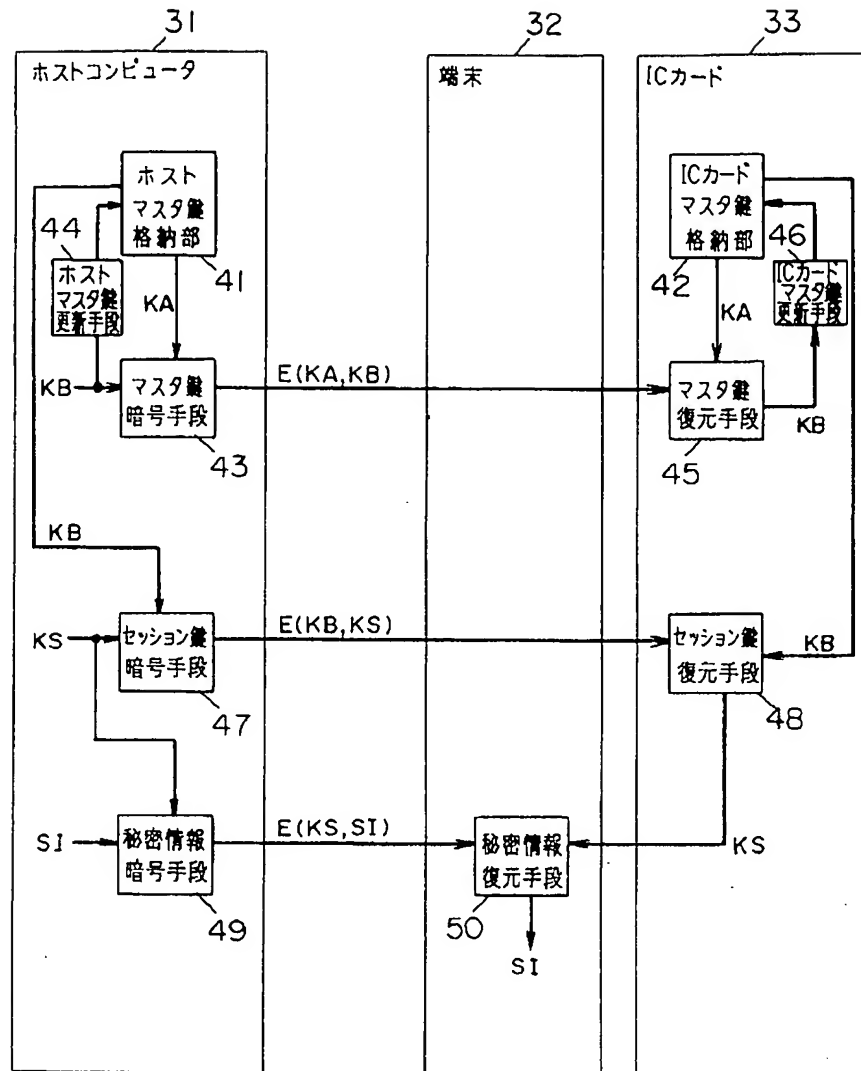 31
32
33
ホストコンピュータ
端末
ICカード
ホスト
マスタ鍵
格納部
41
44
ホスト
マスタ鍵
更新手段
KA
KB
マスタ鍵
暗号手段
43
E(KA,KB)
ICカード
マスタ鍵
格納部
42
46
ICカード
マスタ鍵
更新手段
KA
マスタ鍵
復元手段
45
KB
KB
KS
セッション鍵
暗号手段
47
E(KB,KS)
セッション鍵
復元手段
48
KB
SI
秘密情報
暗号手段
49
E(KS,SI)
秘密情報
復元手段
50
KS
SI